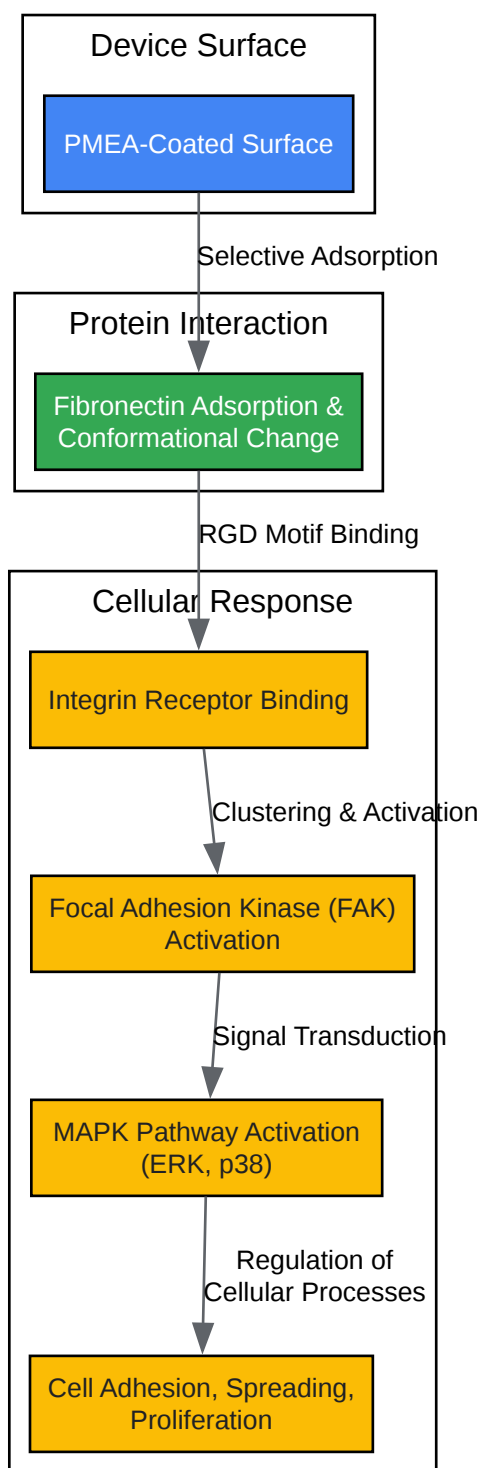 Device Surface
PMEA-Coated Surface
Selective Adsorption
Protein Interaction
Fibronectin Adsorption &
Conformational Change
RGD Motif Binding
Cellular Response
Integrin Receptor Binding
Clustering & Activation
Focal Adhesion Kinase (FAK)
Activation
Signal Transduction
MAPK Pathway Activation
(ERK, p38)
Regulation of
Cellular Processes
Cell Adhesion, Spreading,
Proliferation